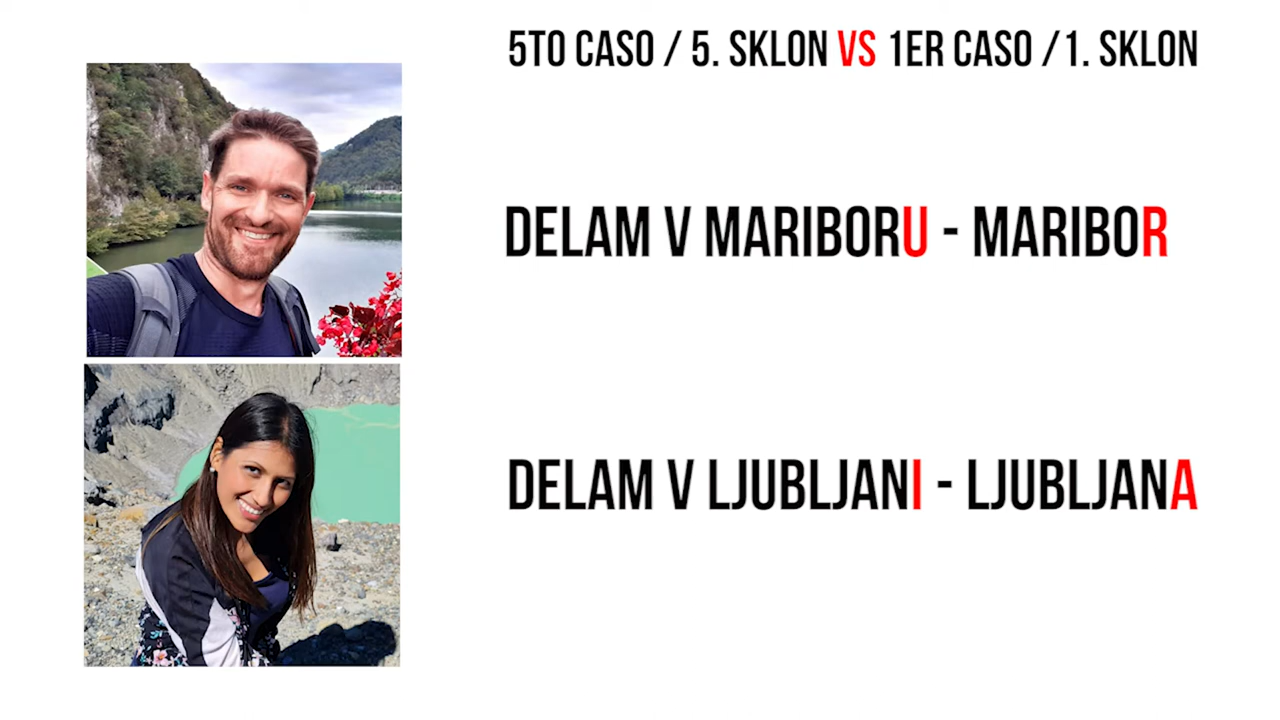 5TO CASO / 5. SKLON VS 1ER CASO / 1. SKLON
DELAM V MARIBORU - MARIBOR
DELAM V LJUBLJANI - LJUBLJANA